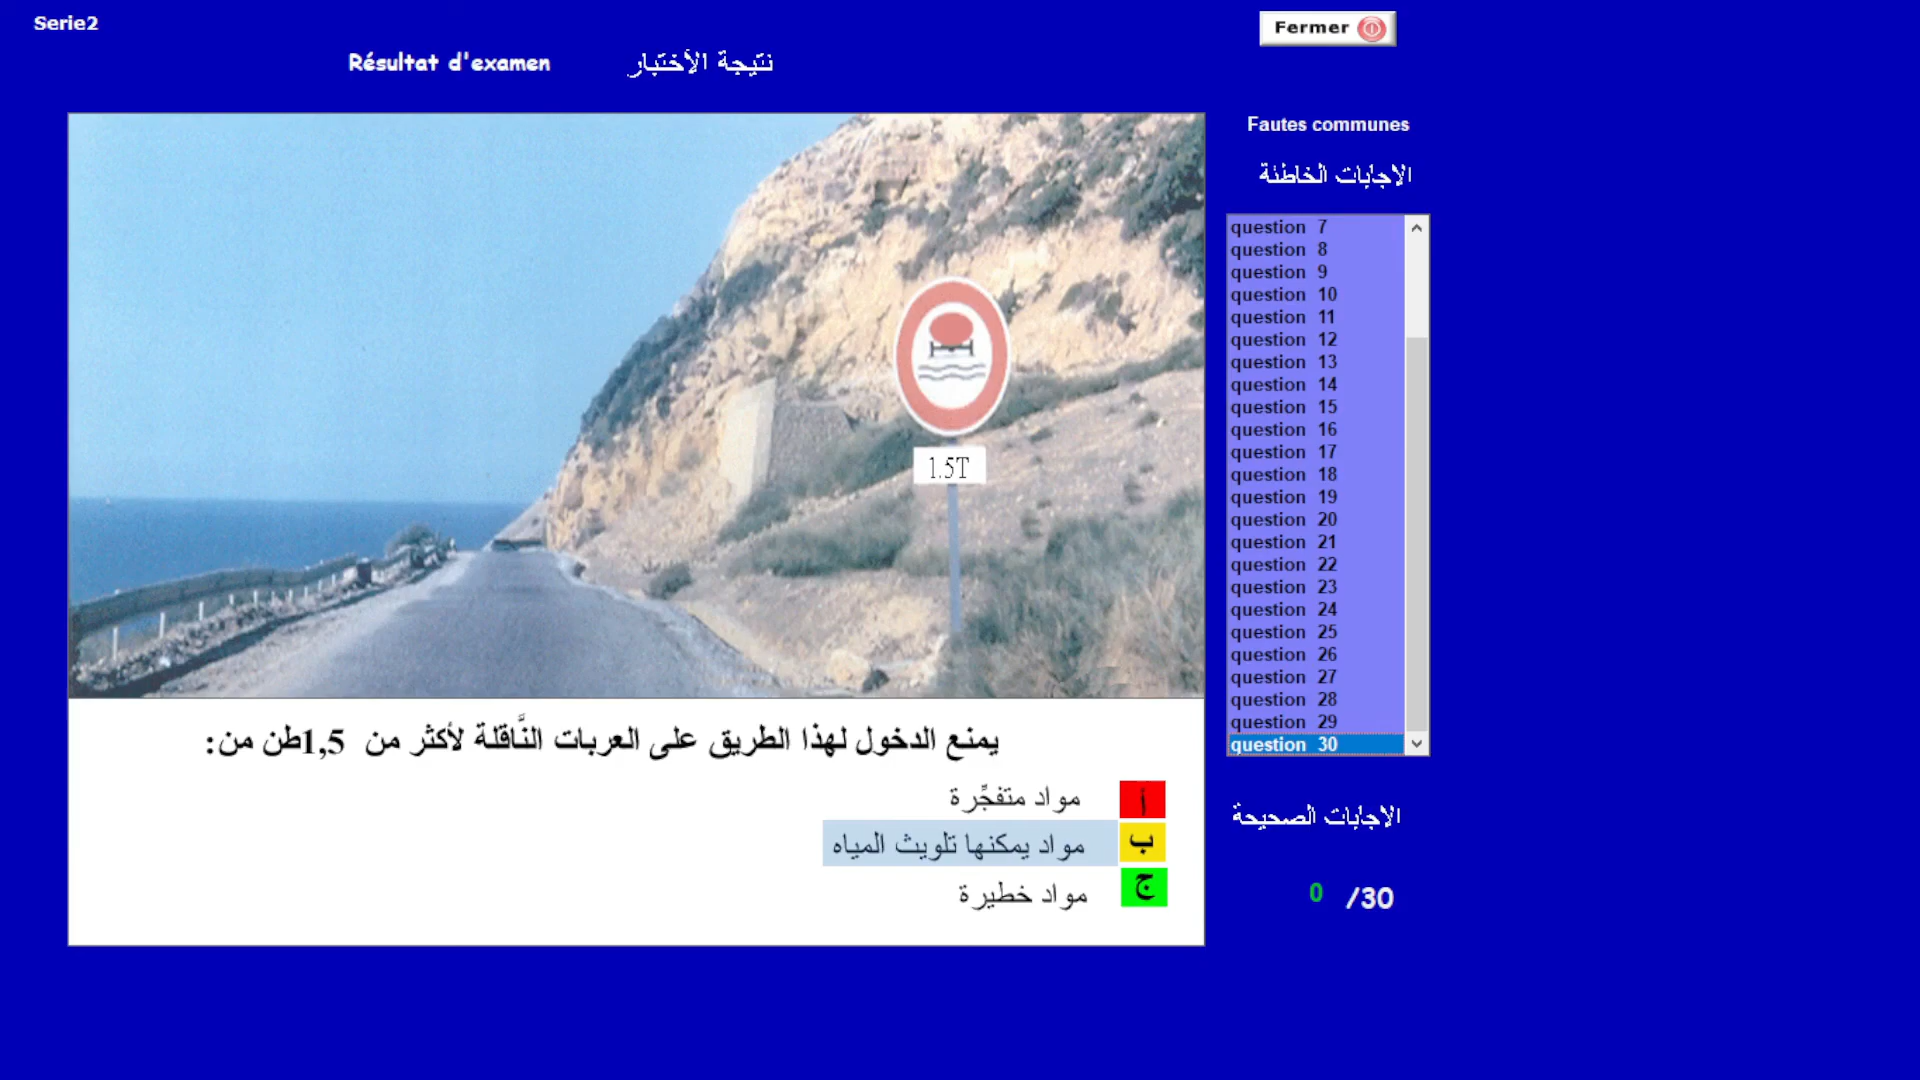 Serie2
Fermer
Résultat d'examen
نتيجة الأختبار
Fautes communes
الاجابات الخاطئة
question 7
question 8
question 9
question 10
question 11
question 12
question 13
question 14
question 15
question 16
question 17
question 18
question 19
question 20
question 21
question 22
question 23
question 24
question 25
question 26
question 27
question 28
question 29
question 30
1.5T
يمنع الدخول لهذا الطريق على العربات النَّاقلة لأكثر من 1,5طن من:
أ مواد متفجِّرة
ب مواد يمكنها تلويث المياه
ج مواد خطيرة
الاجابات الصحيحة
0 /30